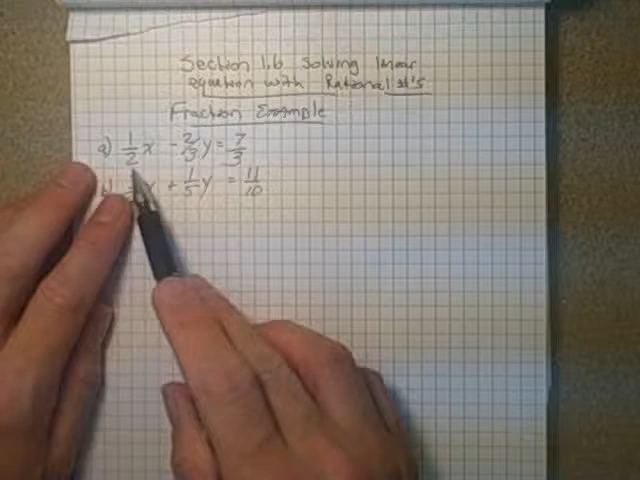 Section 1.6 Solving linear
equation with Rational #'s
Fraction Example
a) 1/2 x - 2/3 y = 7/3
+ 1/5 y = 11/10